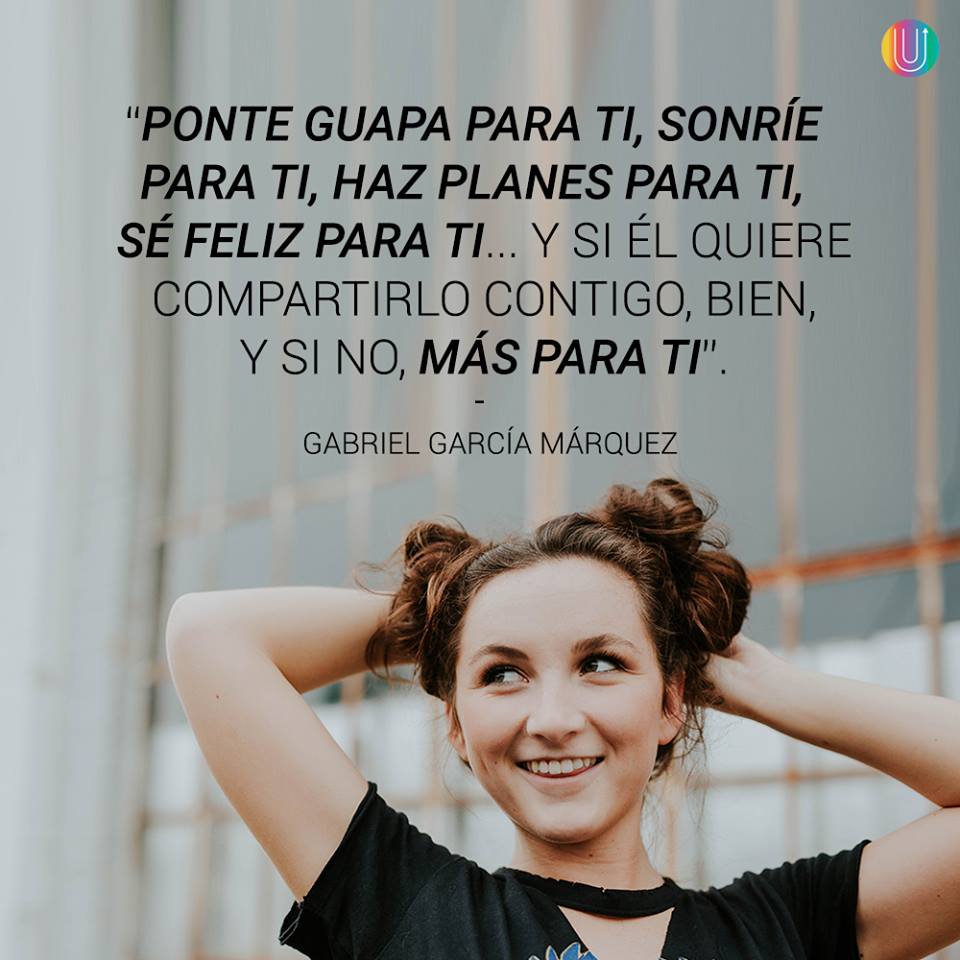 "PONTE GUAPA PARA TI, SONRÍE
PARA TI, HAZ PLANES PARA TI,
SÉ FELIZ PARA TI... Y SI ÉL QUIERE
COMPARTIRLO CONTIGO, BIEN,
Y SI NO, MÁS PARA TI".
-
GABRIEL GARCÍA MÁRQUEZ
U